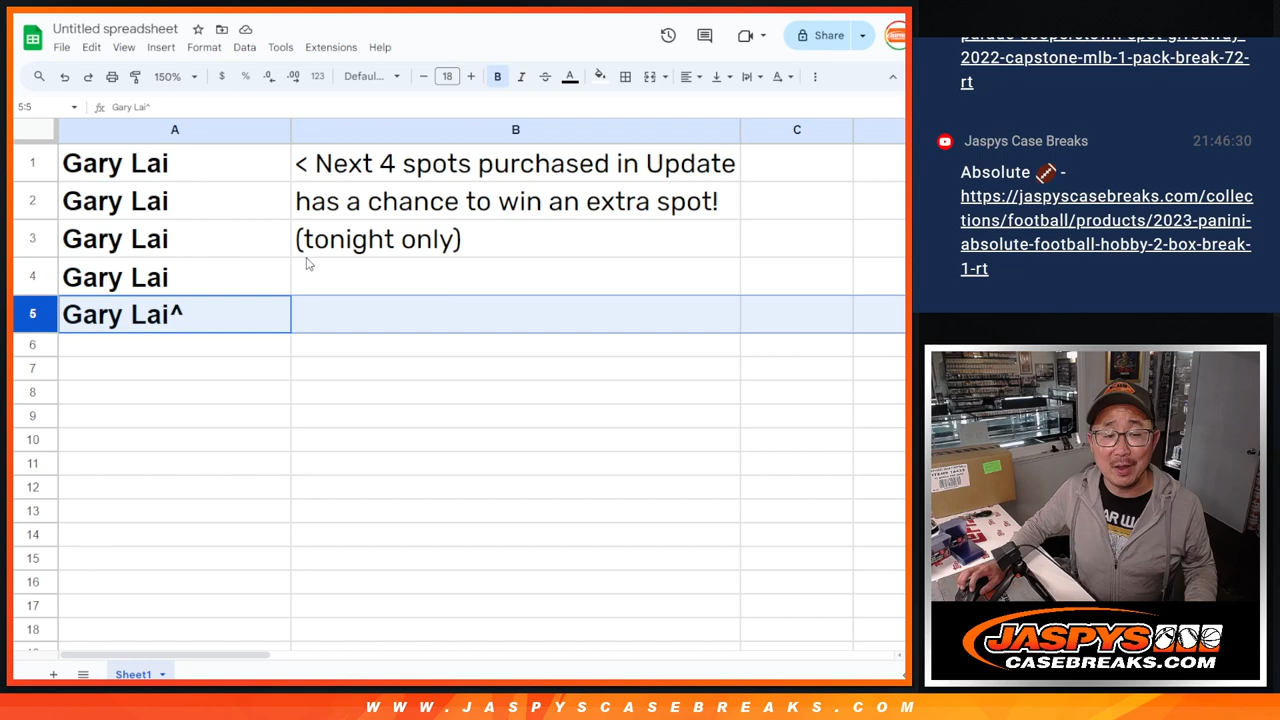 Untitled spreadsheet
File Edit View Insert Format Data Tools Extensions Help
Share
150% $ % .0 .00 123 Defaul... 18 B I
5:5 fx Gary Lai^
A B C
1 Gary Lai < Next 4 spots purchased in Update
2 Gary Lai has a chance to win an extra spot!
3 Gary Lai (tonight only)
4 Gary Lai
5 Gary Lai^
6
7
8
9
10
11
12
13
14
15
16
17
18
Sheet1
2022-capstone-mlb-1-pack-break-72-
rt
Jaspys Case Breaks 21:46:30
Absolute 🏈 -
https://jaspyscasebreaks.com/collec
tions/football/products/2023-panini-
absolute-football-hobby-2-box-break-
1-rt
JASPYS
CASEBREAKS.COM
WWW.JASPYSCASEBREAKS.COM